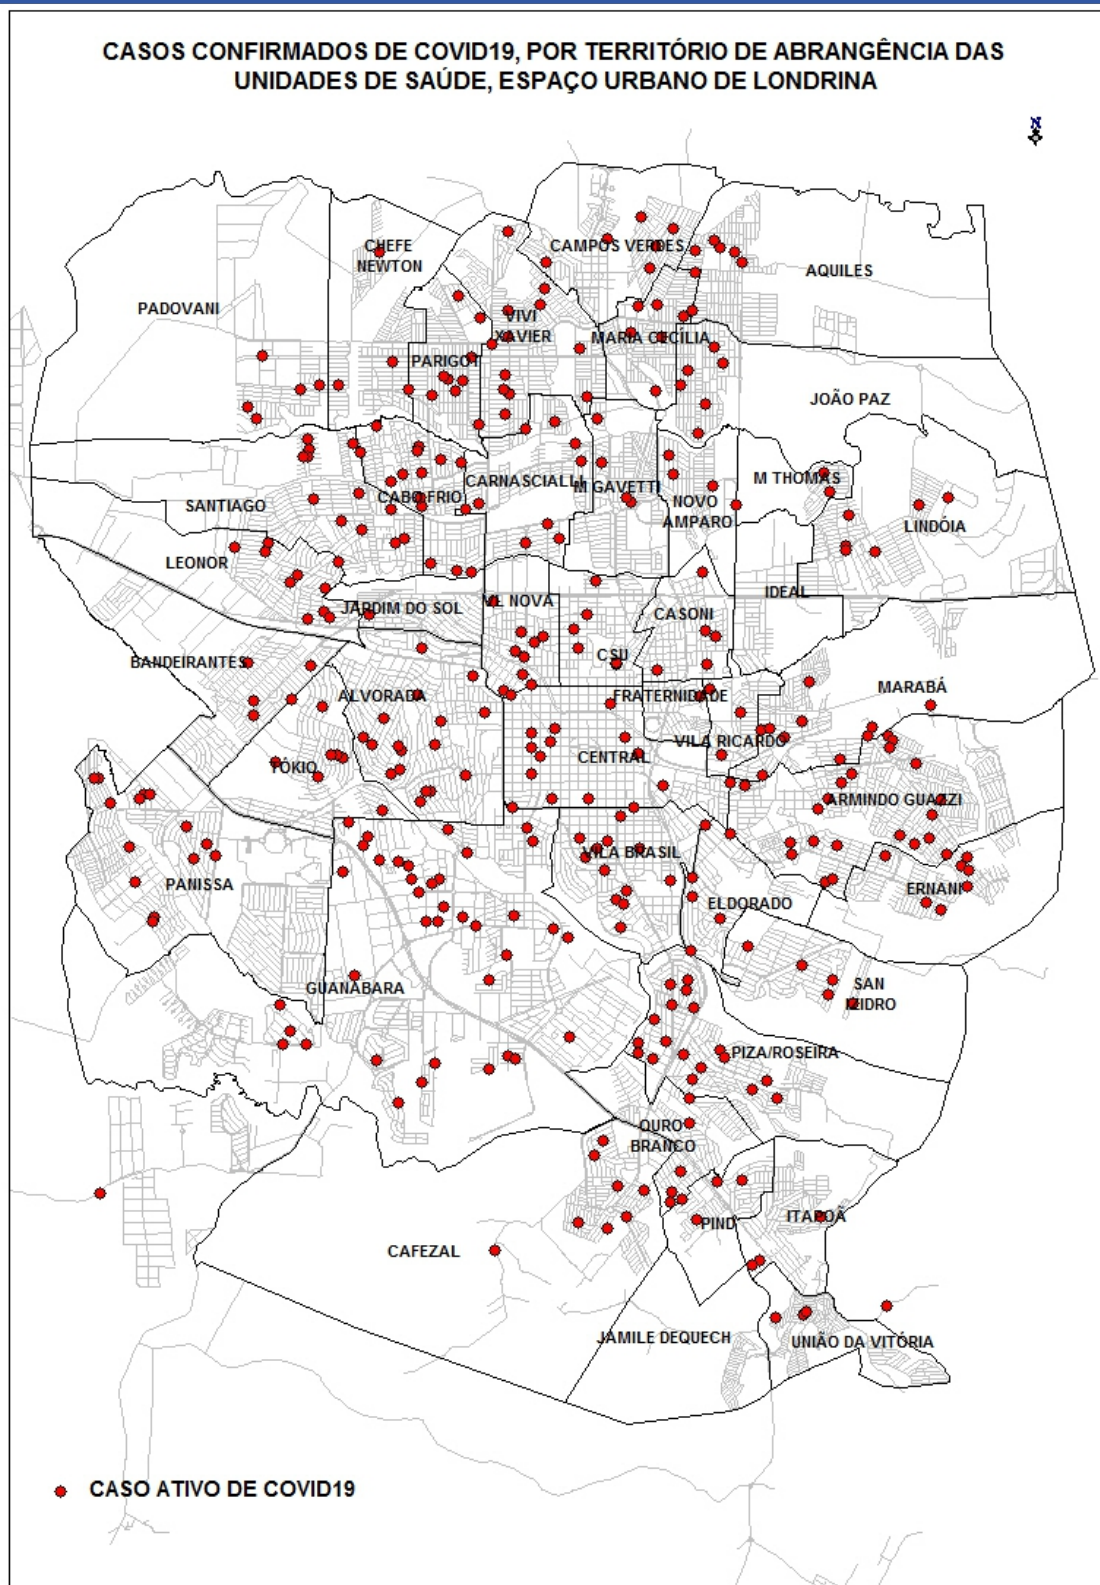 CASOS CONFIRMADOS DE COVID19, POR TERRITÓRIO DE ABRANGÊNCIA DAS
UNIDADES DE SAÚDE, ESPAÇO URBANO DE LONDRINA
N
CHEFE
NEWTON
CAMPOS VERDES
AQUILES
PADOVANI
VIVI
XAVIER
MARIA CECÍLIA
PARIGOT
JOÃO PAZ
M THOMAS
CARNASCIALLI
M GAVETTI
CABO FRIO
SANTIAGO
NOVO
AMPARO
LINDÓIA
LEONOR
IDEAL
JARDIM DO SOL
VL NOVA
CASONI
CSU
BANDEIRANTES
ALVORADA
FRATERNIDADE
MARABÁ
VILA RICARDO
CENTRAL
TÓKIO
ARMINDO GUAZZI
VILA BRASIL
PANISSA
ERNANI
ELDORADO
GUANABARA
SAN
IZIDRO
PIZA/ROSEIRA
OURO
BRANCO
PIND
ITAPOÃ
CAFEZAL
JAMILE DEQUECH
UNIÃO DA VITÓRIA
CASO ATIVO DE COVID19